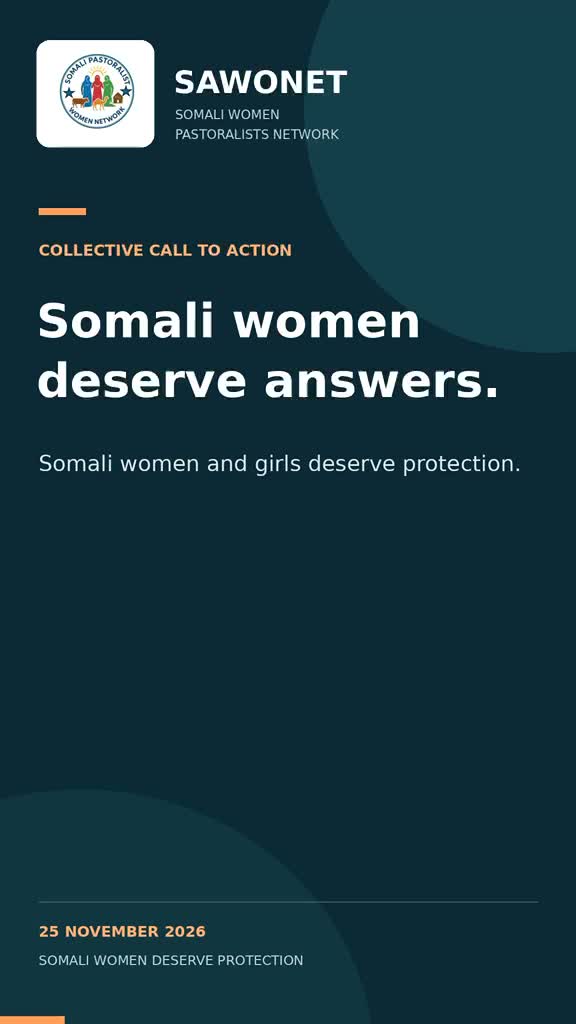 SOMALI PASTORALIST
WOMEN NETWORK
SAWONET
SOMALI WOMEN
PASTORALISTS NETWORK
COLLECTIVE CALL TO ACTION
Somali women
deserve answers.
Somali women and girls deserve protection.
25 NOVEMBER 2026
SOMALI WOMEN DESERVE PROTECTION